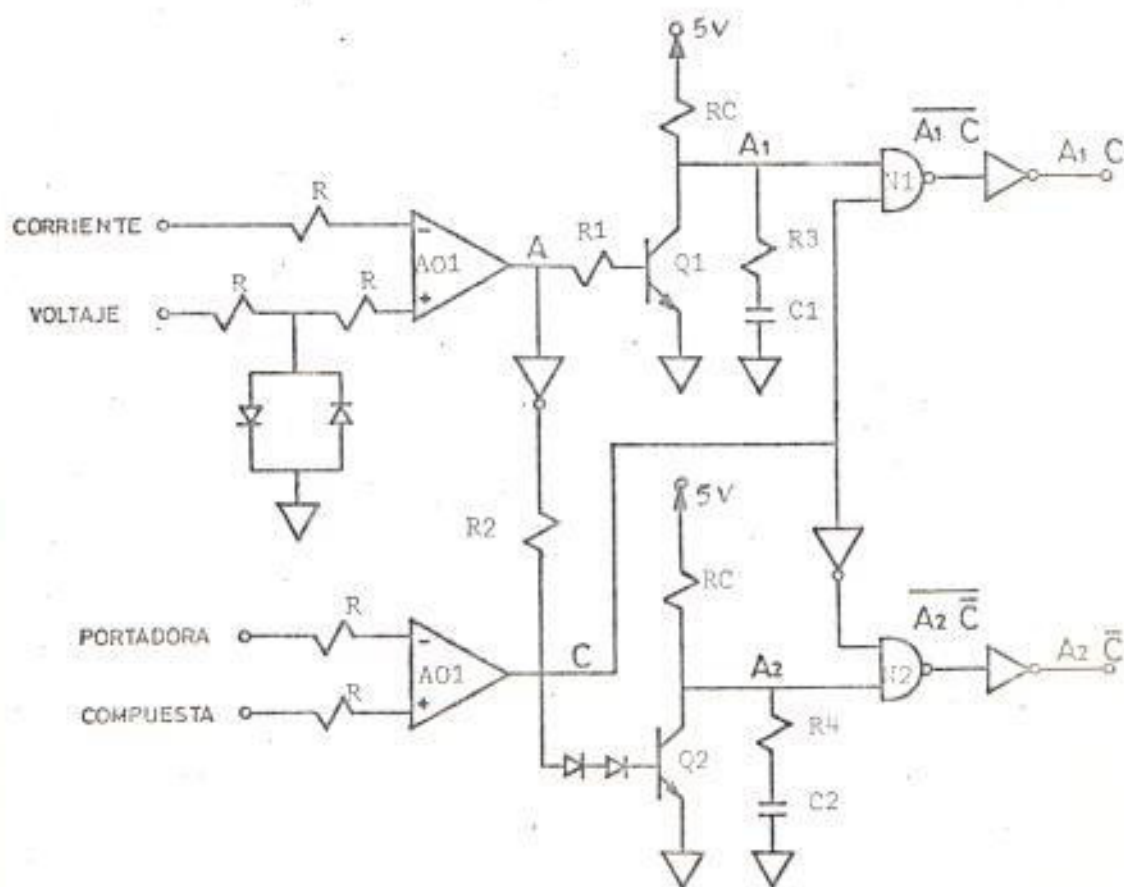 5V
RC
A1
A1 C
A1 C
N1
CORRIENTE
R
AO1
A
R1
Q1
R3
C1
VOLTAJE
R
R
R2
5V
RC
PORTADORA
R
AO1
C
COMPUESTA
R
A2
A2 C̄
A2 C̄
N2
Q2
R4
C2